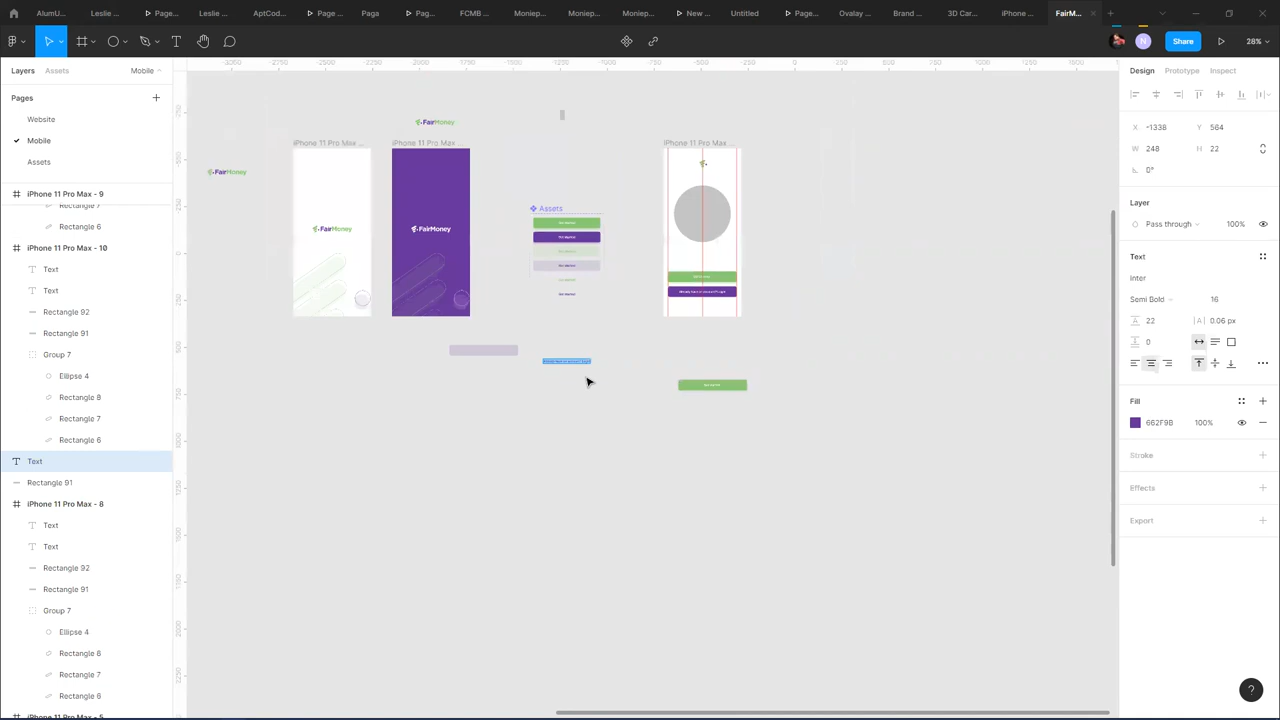 AlumU... Leslie ... Page... Leslie ... AptCod... Page ... Paga Pag... FCMB ... Moniep... Moniep... Moniep... New ... Untitled Page... Ovalay ... Brand ... 3D Car... iPhone ... FairM...
Share 28%
Layers Assets Mobile
Pages
Website
Mobile
Assets
iPhone 11 Pro Max - 9
Rectangle 7
Rectangle 6
iPhone 11 Pro Max - 10
Text
Text
Rectangle 92
Rectangle 91
Group 7
Ellipse 4
Rectangle 8
Rectangle 7
Rectangle 6
Text
Rectangle 91
iPhone 11 Pro Max - 8
Text
Text
Rectangle 92
Rectangle 91
Group 7
Ellipse 4
Rectangle 8
Rectangle 7
Rectangle 6
iPhone 11 Pro Max - 5
FairMoney
iPhone 11 Pro Max ... iPhone 11 Pro Max ... iPhone 11 Pro Max ...
FairMoney
Assets
FairMoney FairMoney
Design Prototype Inspect
X -1338 Y 564
W 248 H 22
0°
Layer
Pass through 100%
Text
Inter
Semi Bold 16
22 0.06 px
0
Fill
662F9B 100%
Stroke
Effects
Export
?